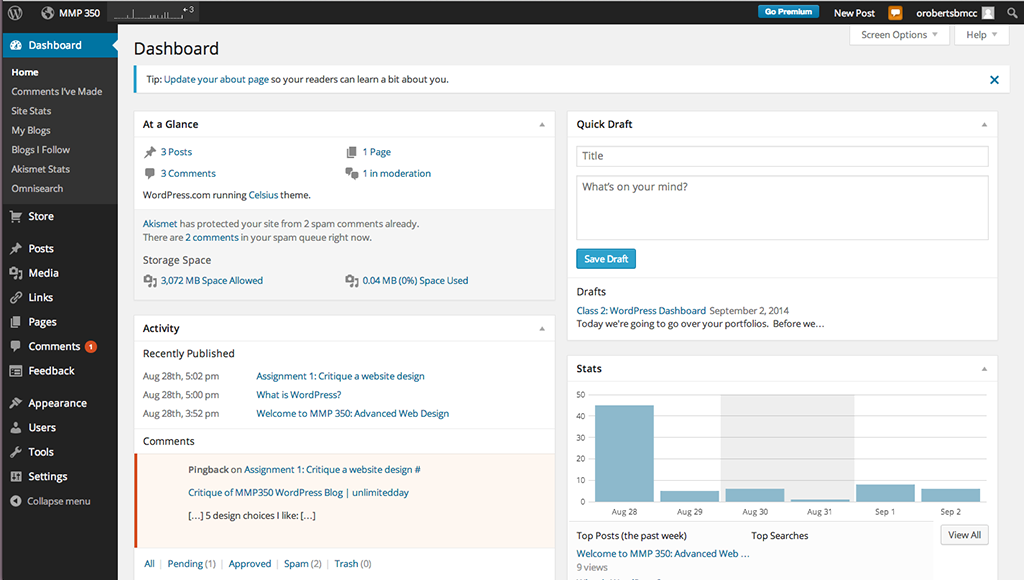 MMP 350
3
Go Premium
New Post
orobertsbmcc
Dashboard
Home
Comments I've Made
Site Stats
My Blogs
Blogs I Follow
Akismet Stats
Omnisearch
Store
Posts
Media
Links
Pages
Comments 1
Feedback
Appearance
Users
Tools
Settings
Collapse menu
Screen Options
Help
Dashboard
Tip: Update your about page so your readers can learn a bit about you.
At a Glance
3 Posts
1 Page
3 Comments
1 in moderation
WordPress.com running Celsius theme.
Akismet has protected your site from 2 spam comments already.
There are 2 comments in your spam queue right now.
Storage Space
3,072 MB Space Allowed
0.04 MB (0%) Space Used
Activity
Recently Published
Aug 28th, 5:02 pm Assignment 1: Critique a website design
Aug 28th, 5:00 pm What is WordPress?
Aug 28th, 3:52 pm Welcome to MMP 350: Advanced Web Design
Comments
Pingback on Assignment 1: Critique a website design #
Critique of MMP350 WordPress Blog | unlimitedday
[...] 5 design choices I like: [...]
All | Pending (1) | Approved | Spam (2) | Trash (0)
Quick Draft
Title
What's on your mind?
Save Draft
Drafts
Class 2: WordPress Dashboard September 2, 2014
Today we're going to go over your portfolios. Before we…
Stats
50
40
30
20
10
0
Aug 28 Aug 29 Aug 30 Aug 31 Sep 1 Sep 2
Top Posts (the past week)
Top Searches
View All
Welcome to MMP 350: Advanced Web …
9 views